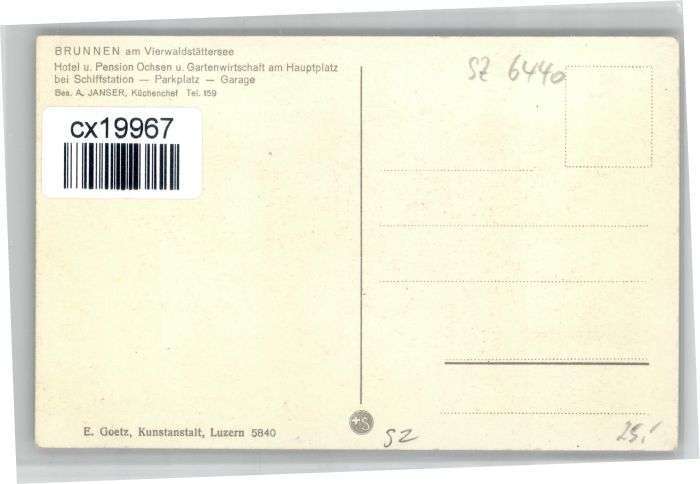 BRUNNEN am Vierwaldstättersee
Hotel u. Pension Ochsen u. Gartenwirtschaft am Hauptplatz
bei Schiffstation — Parkplatz — Garage
Bes. A. JANSER, Küchenchef Tel. 159
SZ 6440
cx19967
E. Goetz, Kunstanstalt, Luzern 5840
SZ